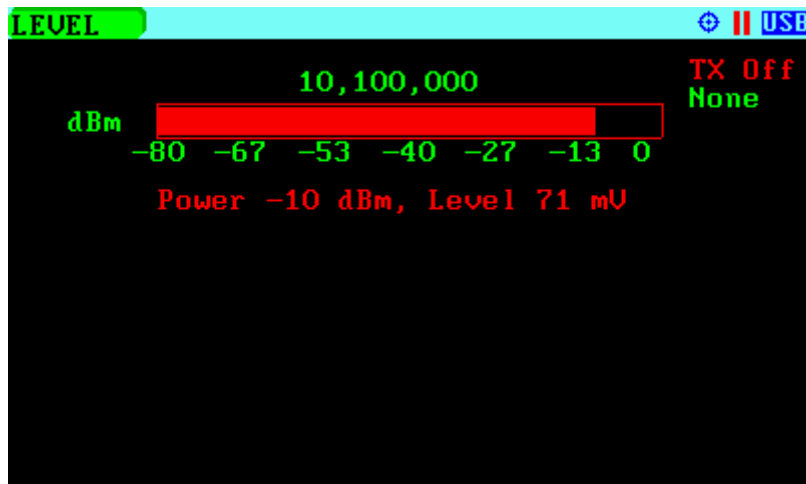 LEVEL USB
10,100,000 TX Off
None
dBm
-80 -67 -53 -40 -27 -13 0
Power -10 dBm, Level 71 mV